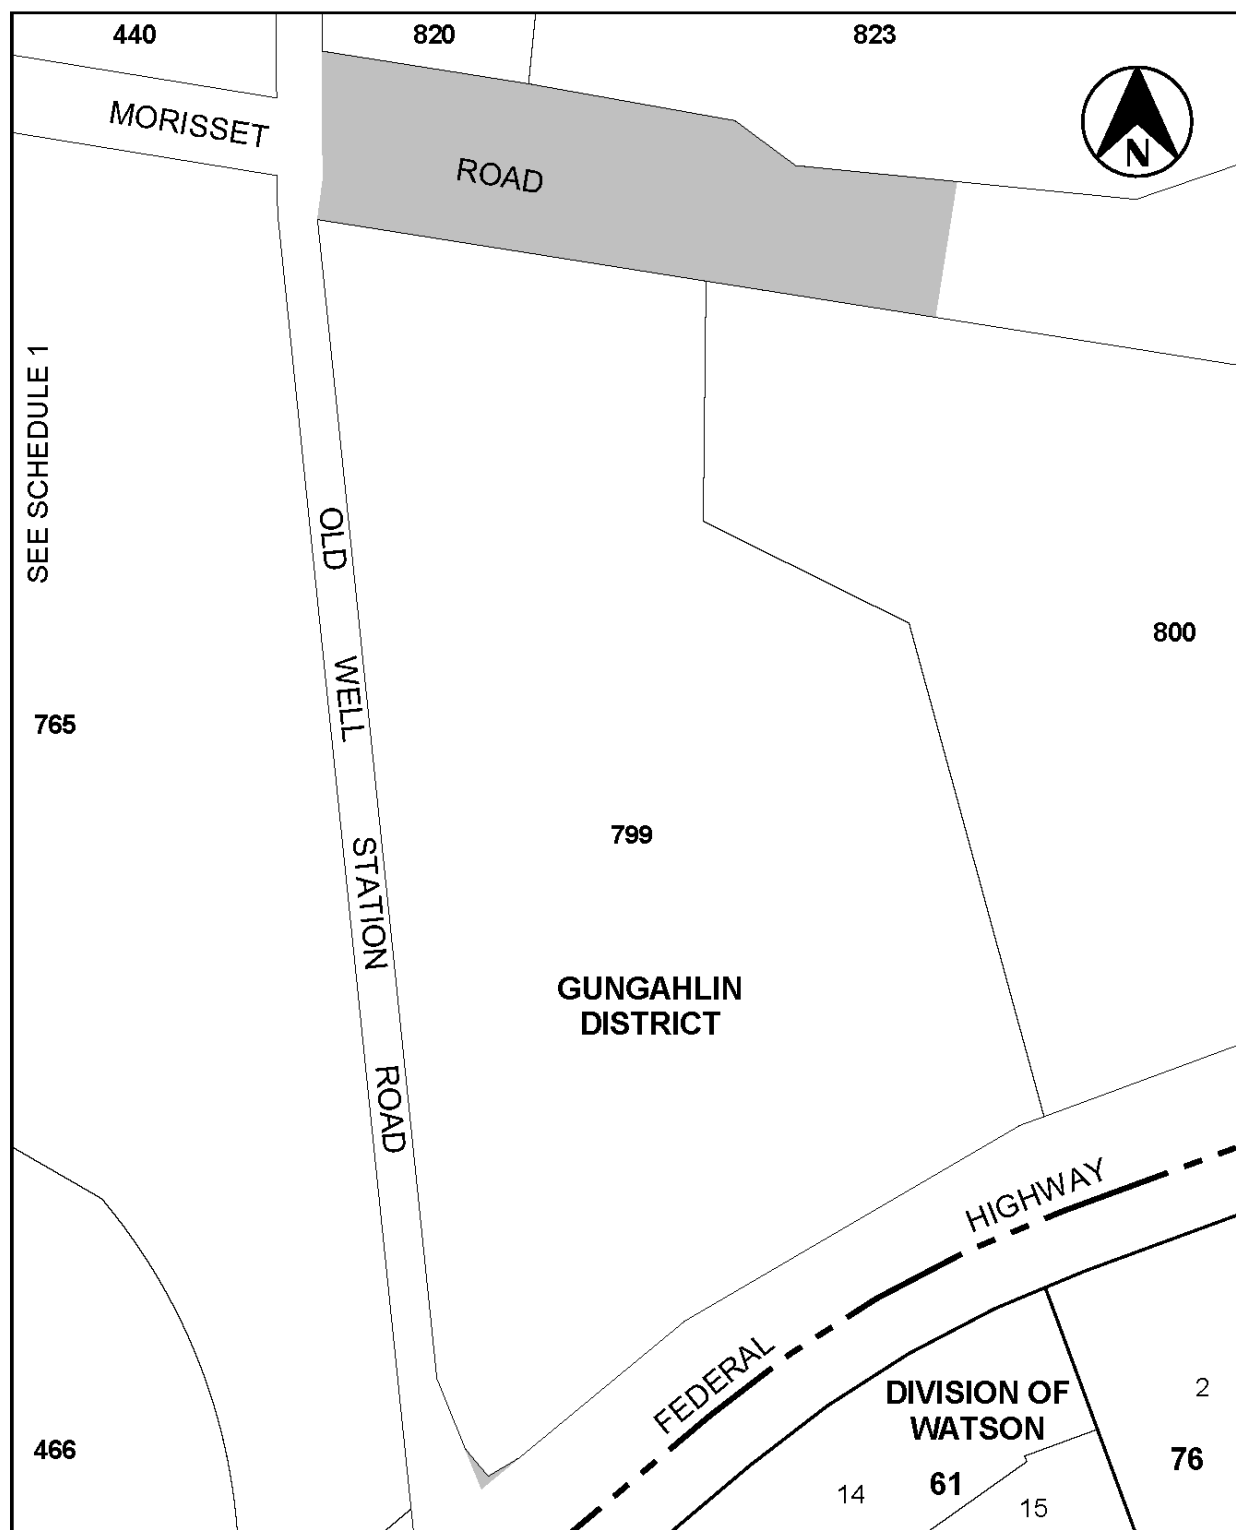 440
820
823
MORISSET
ROAD
N
SEE SCHEDULE 1
OLD
WELL
STATION
ROAD
800
765
799
GUNGAHLIN
DISTRICT
HIGHWAY
FEDERAL
DIVISION OF
WATSON
2
466
61
76
14
15